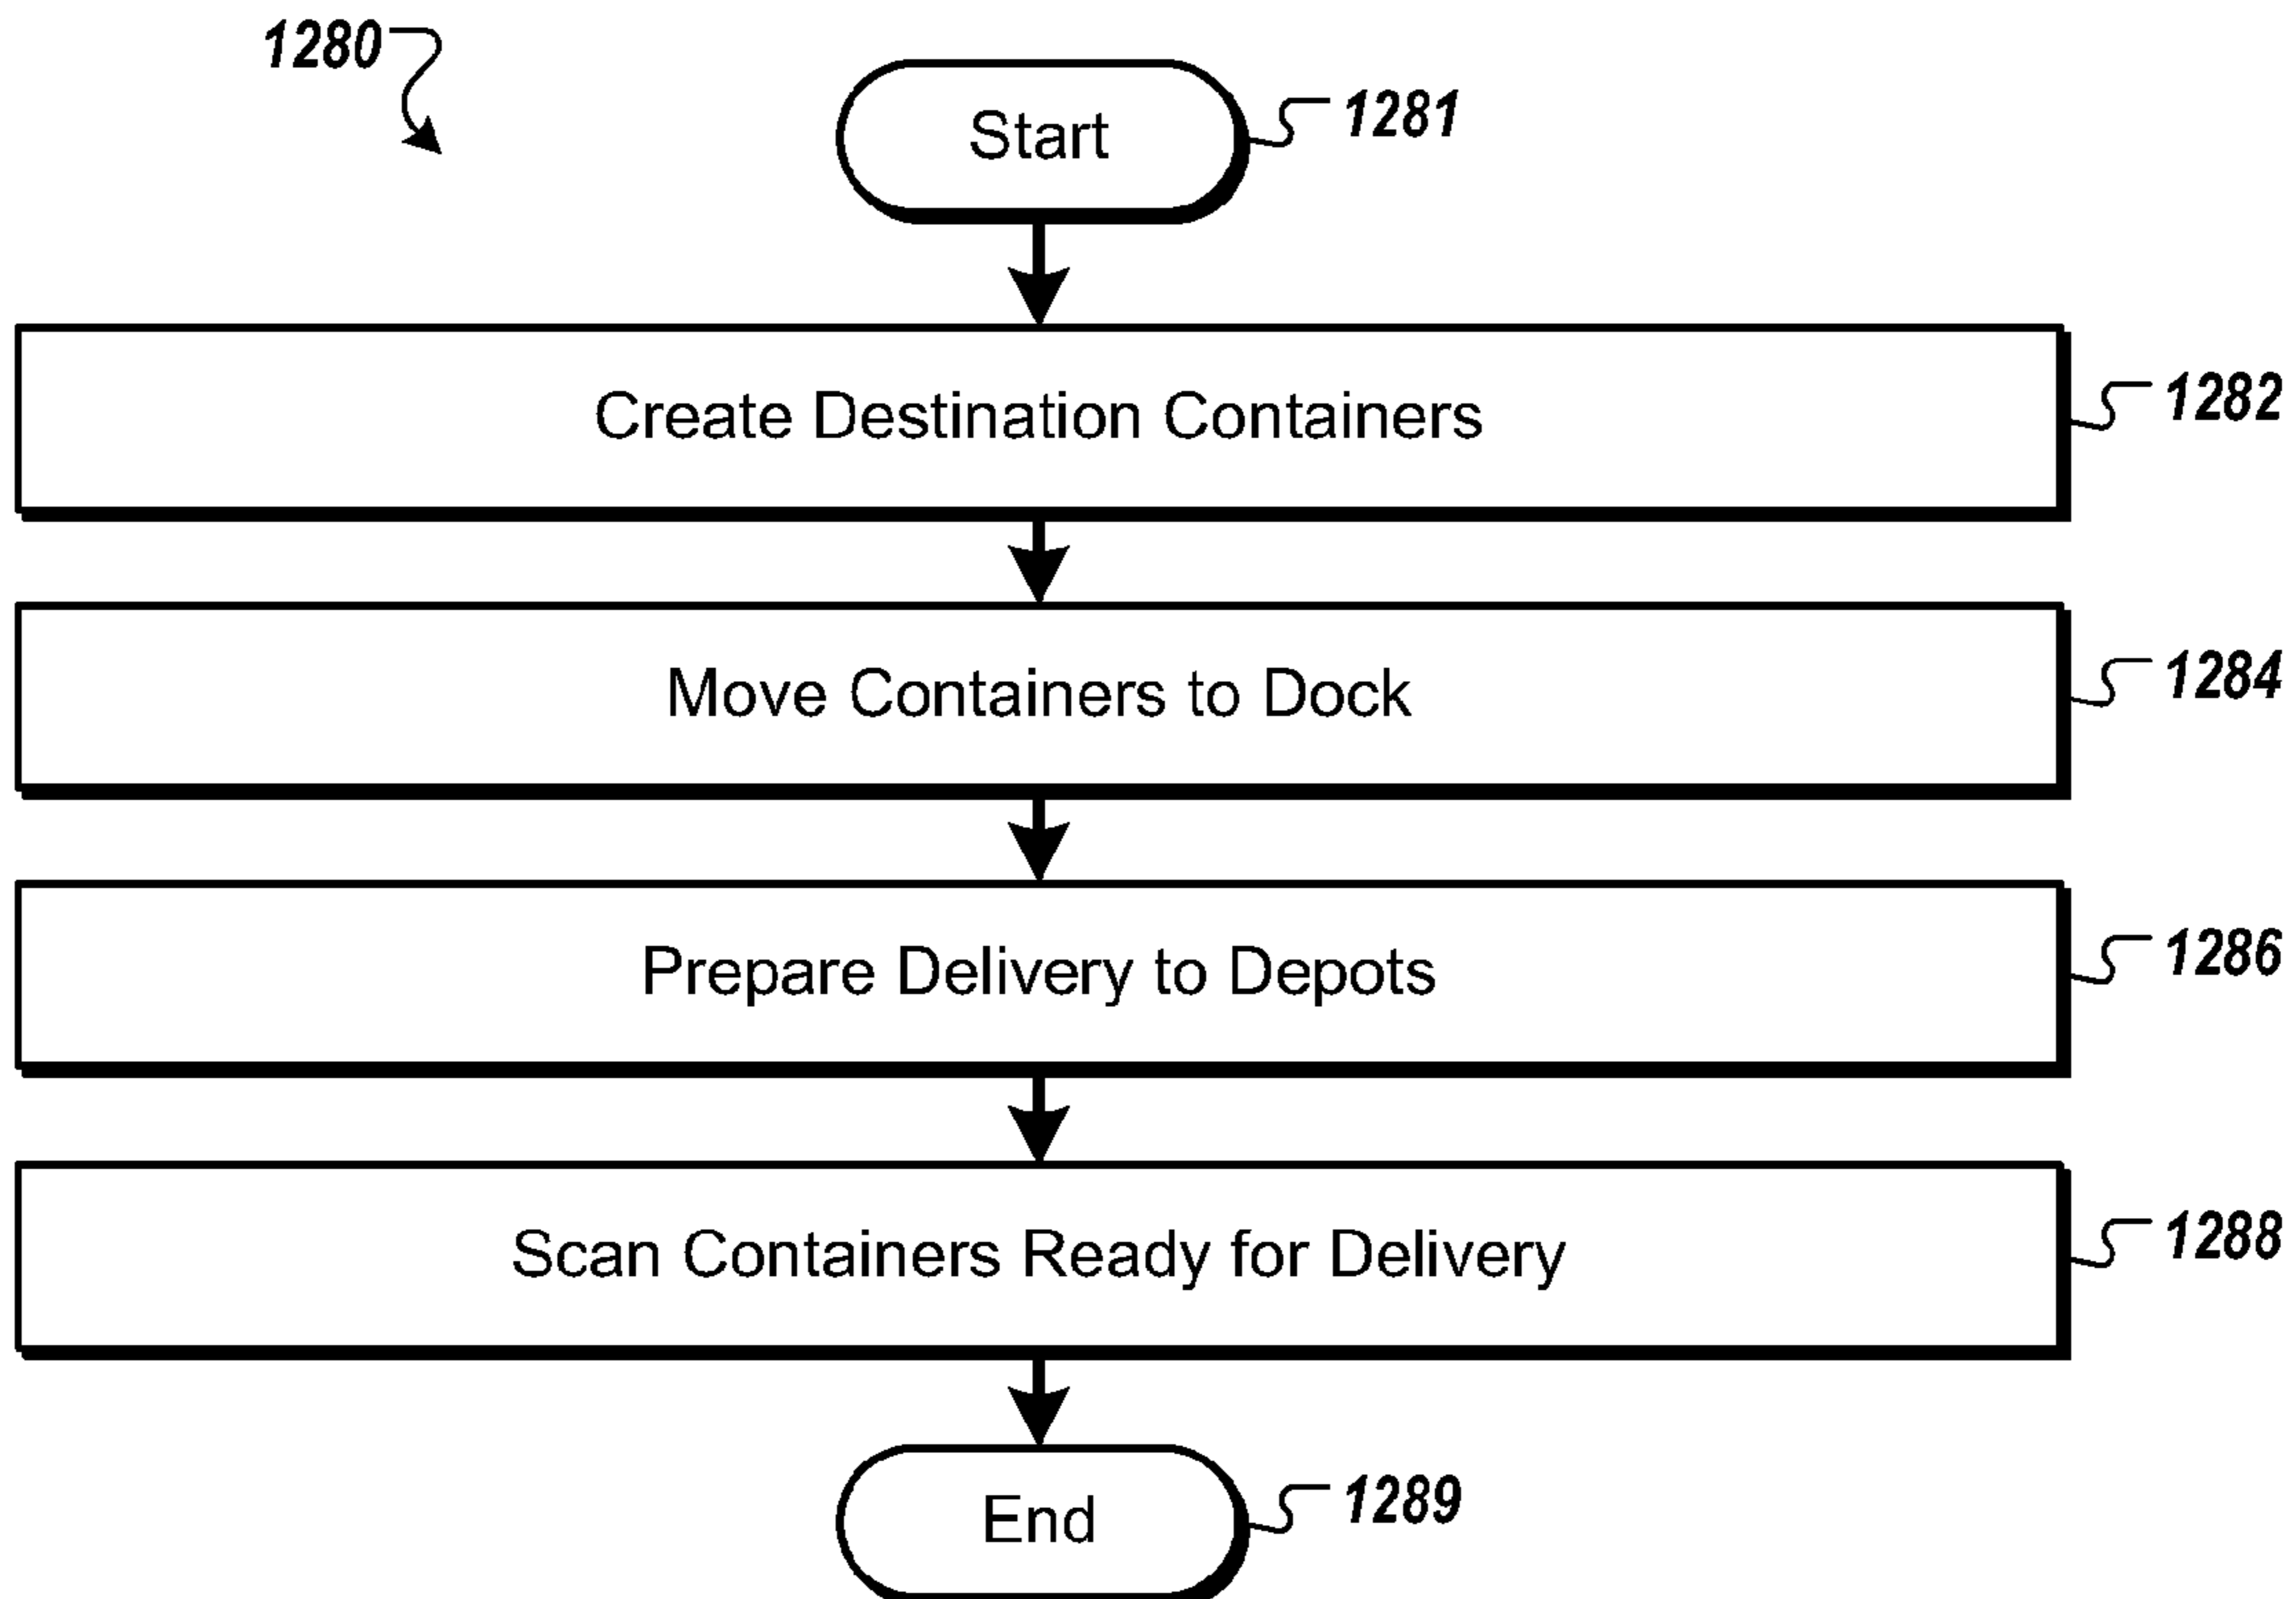 1280
Start
1281
Create Destination Containers
1282
Move Containers to Dock
1284
Prepare Delivery to Depots
1286
Scan Containers Ready for Delivery
1288
End
1289